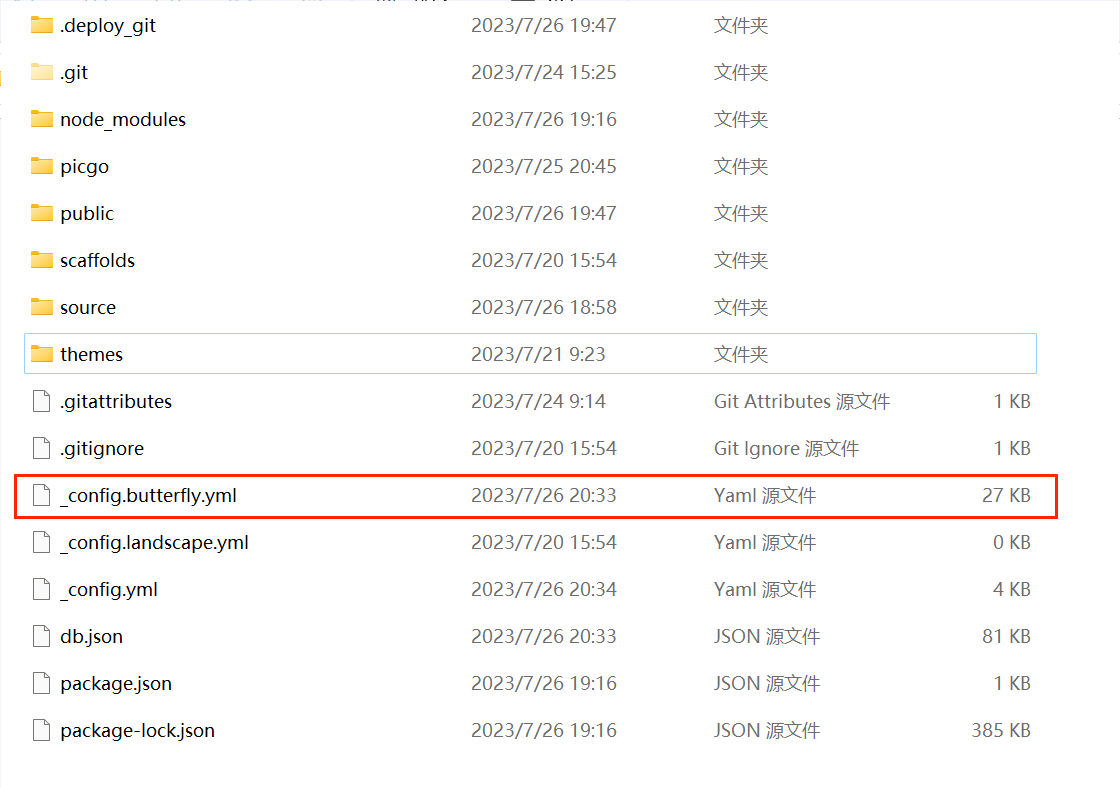 .deploy_git 2023/7/26 19:47 文件夹
.git 2023/7/24 15:25 文件夹
node_modules 2023/7/26 19:16 文件夹
picgo 2023/7/25 20:45 文件夹
public 2023/7/26 19:47 文件夹
scaffolds 2023/7/20 15:54 文件夹
source 2023/7/26 18:58 文件夹
themes 2023/7/21 9:23 文件夹
.gitattributes 2023/7/24 9:14 Git Attributes 源文件 1 KB
.gitignore 2023/7/20 15:54 Git Ignore 源文件 1 KB
_config.butterfly.yml 2023/7/26 20:33 Yaml 源文件 27 KB
_config.landscape.yml 2023/7/20 15:54 Yaml 源文件 0 KB
_config.yml 2023/7/26 20:34 Yaml 源文件 4 KB
db.json 2023/7/26 20:33 JSON 源文件 81 KB
package.json 2023/7/26 19:16 JSON 源文件 1 KB
package-lock.json 2023/7/26 19:16 JSON 源文件 385 KB